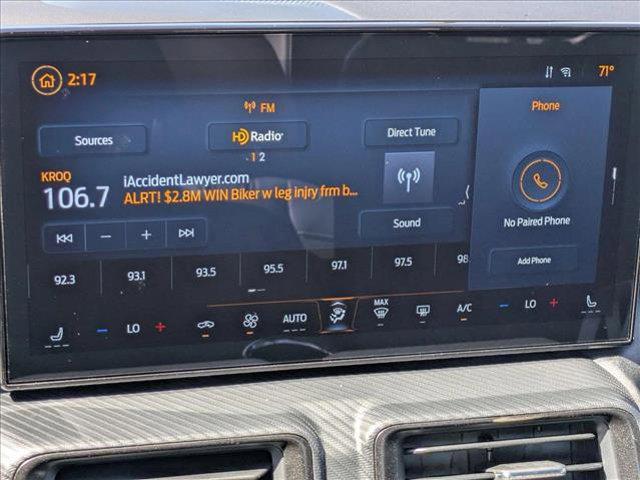 2:17
71°
FM
Phone
Sources
HD Radio
Direct Tune
1 2
KROQ
106.7
iAccidentLawyer.com
ALRT! $2.8M WIN Biker w leg injry frm b...
No Paired Phone
Sound
Add Phone
92.3 93.1 93.5 95.5 97.1 97.5 98
LO AUTO MAX A/C LO